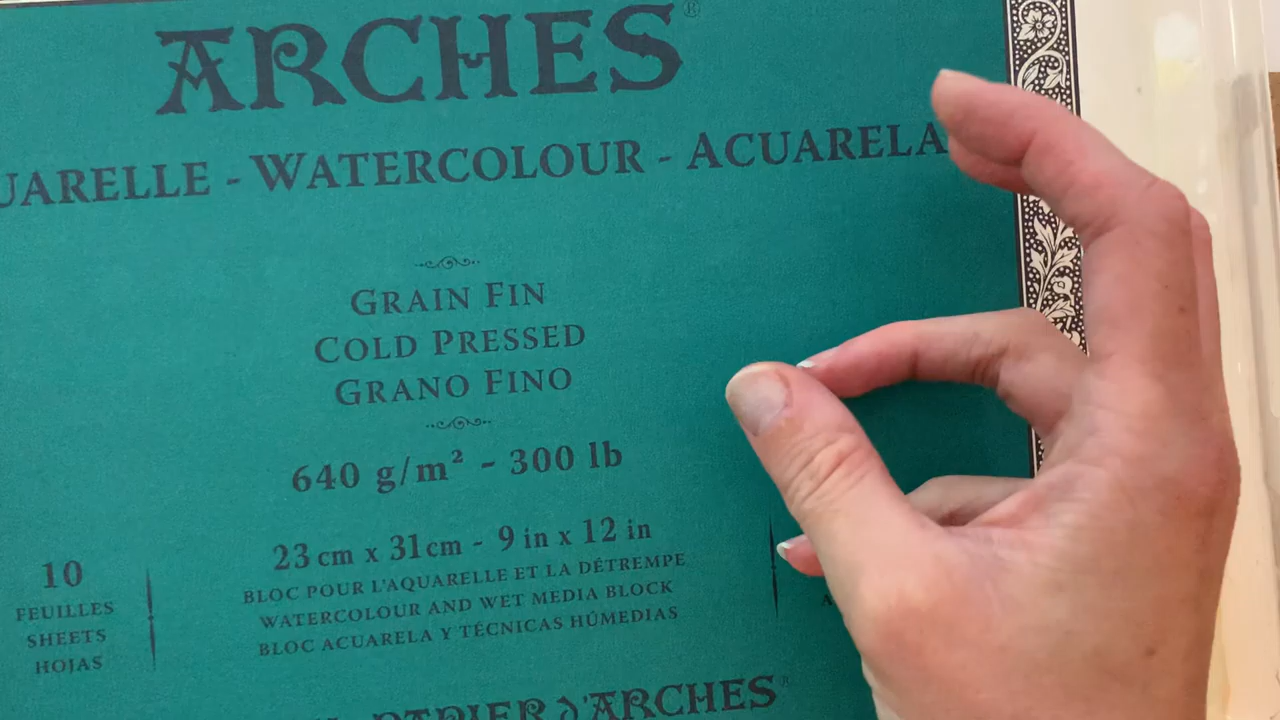 ARCHES®
UARELLE - WATERCOLOUR - ACUARELA
GRAIN FIN
COLD PRESSED
GRANO FINO
640 g/m² - 300 lb
23 cm x 31 cm - 9 in x 12 in
BLOC POUR L'AQUARELLE ET LA DÉTREMPE
WATERCOLOUR AND WET MEDIA BLOCK
BLOC ACUARELA Y TÉCNICAS HÚMEDIAS
10
FEUILLES
SHEETS
HOJAS
PAPIER D'ARCHES®